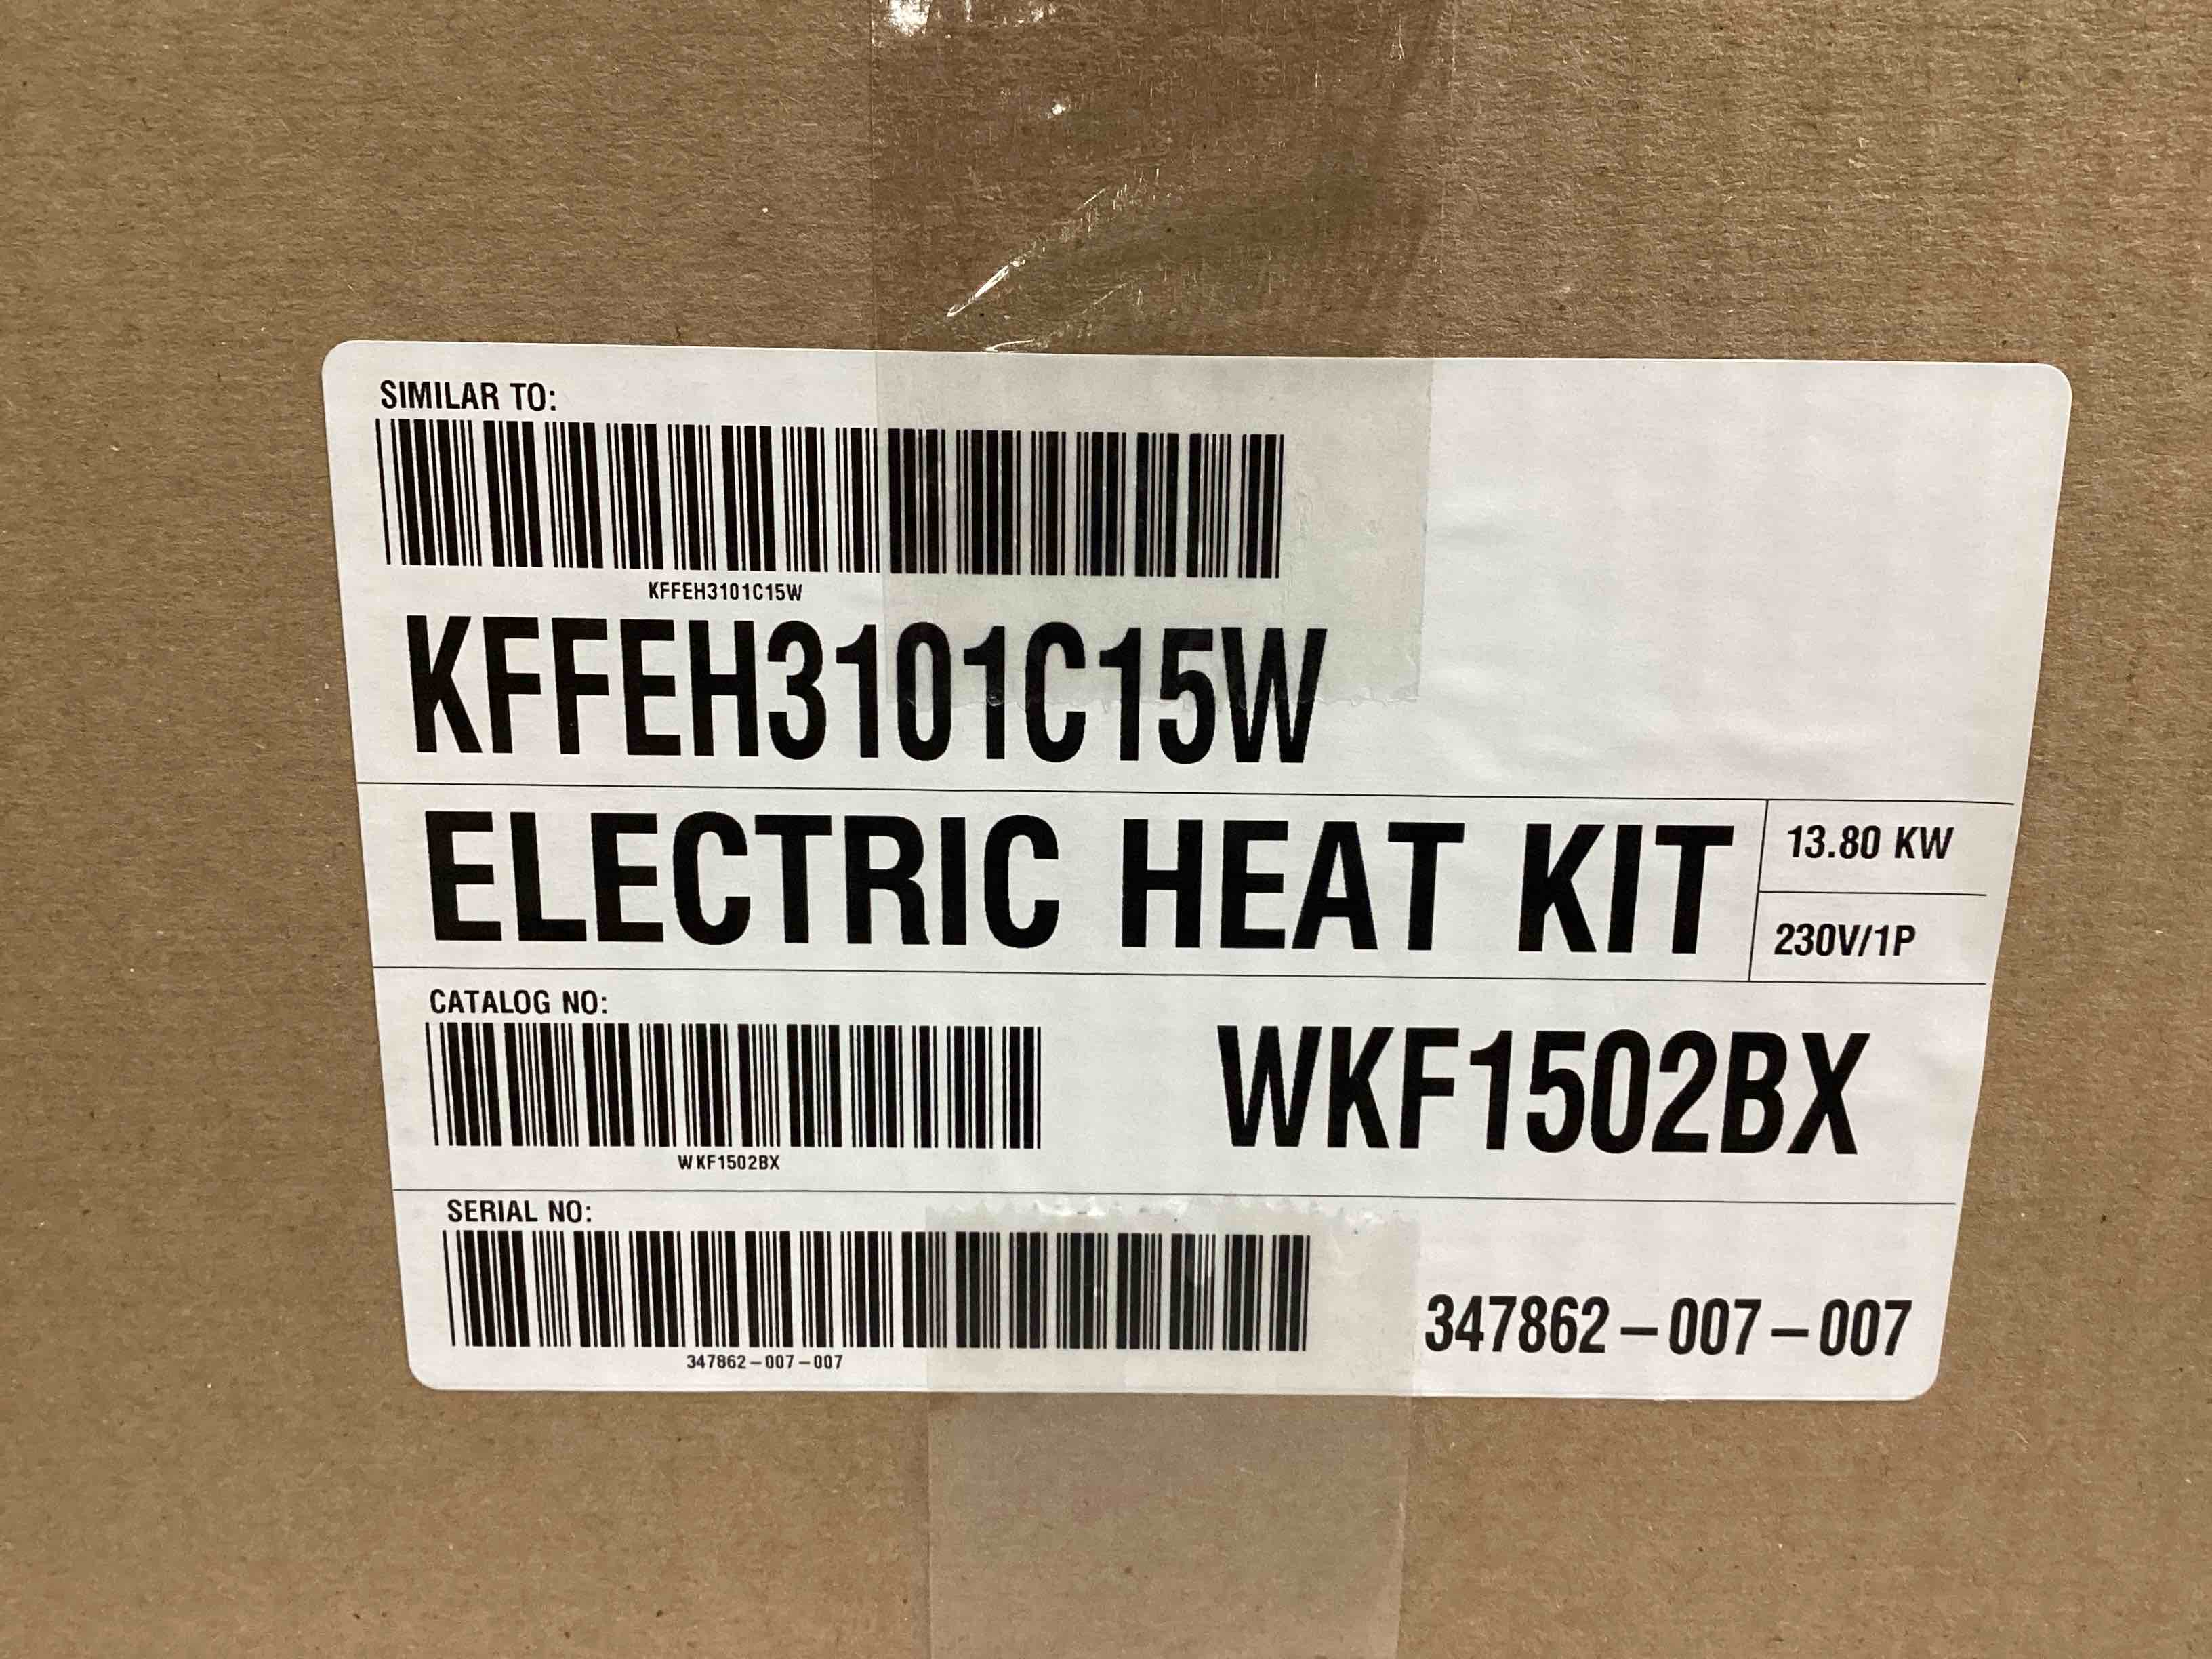 SIMILAR TO:
KFFEH3101C15W
KFFEH3101C15W
ELECTRIC HEAT KIT
13.80 KW
230V/1P
CATALOG NO:
WKF1502BX
WKF1502BX
SERIAL NO:
347862-007-007
347862-007-007